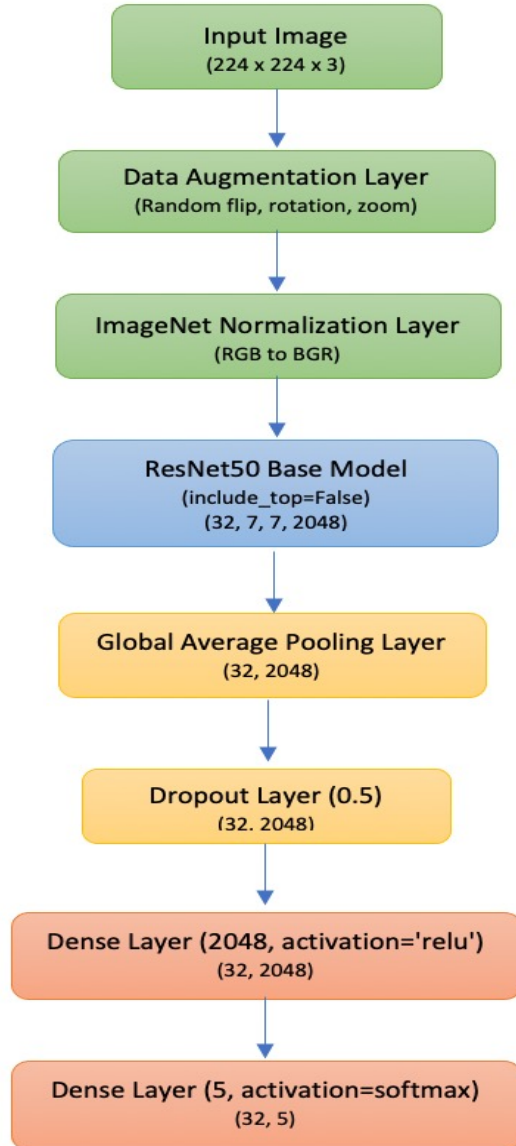 Input Image
(224 x 224 x 3)
Data Augmentation Layer
(Random flip, rotation, zoom)
ImageNet Normalization Layer
(RGB to BGR)
ResNet50 Base Model
(include_top=False)
(32, 7, 7, 2048)
Global Average Pooling Layer
(32, 2048)
Dropout Layer (0.5)
(32, 2048)
Dense Layer (2048, activation='relu')
(32, 2048)
Dense Layer (5, activation=softmax)
(32, 5)